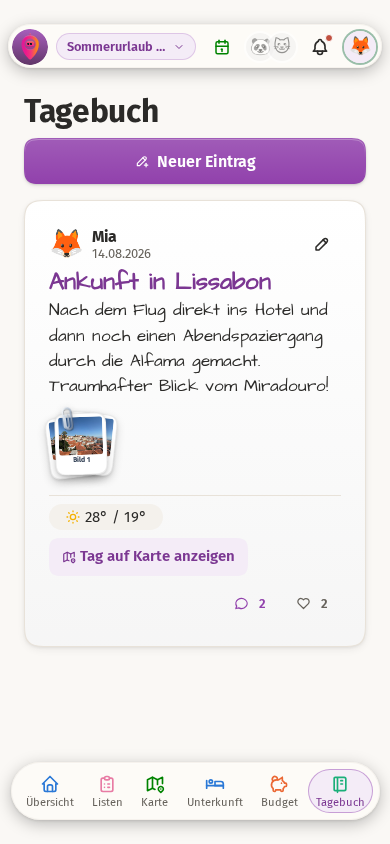 Sommerurlaub ...
Tagebuch
Neuer Eintrag
Mia
14.08.2026
Ankunft in Lissabon
Nach dem Flug direkt ins Hotel und
dann noch einen Abendspaziergang
durch die Alfama gemacht.
Traumhafter Blick vom Miradouro!
Bild 1
28° / 19°
Tag auf Karte anzeigen
2 2
Übersicht Listen Karte Unterkunft Budget Tagebuch